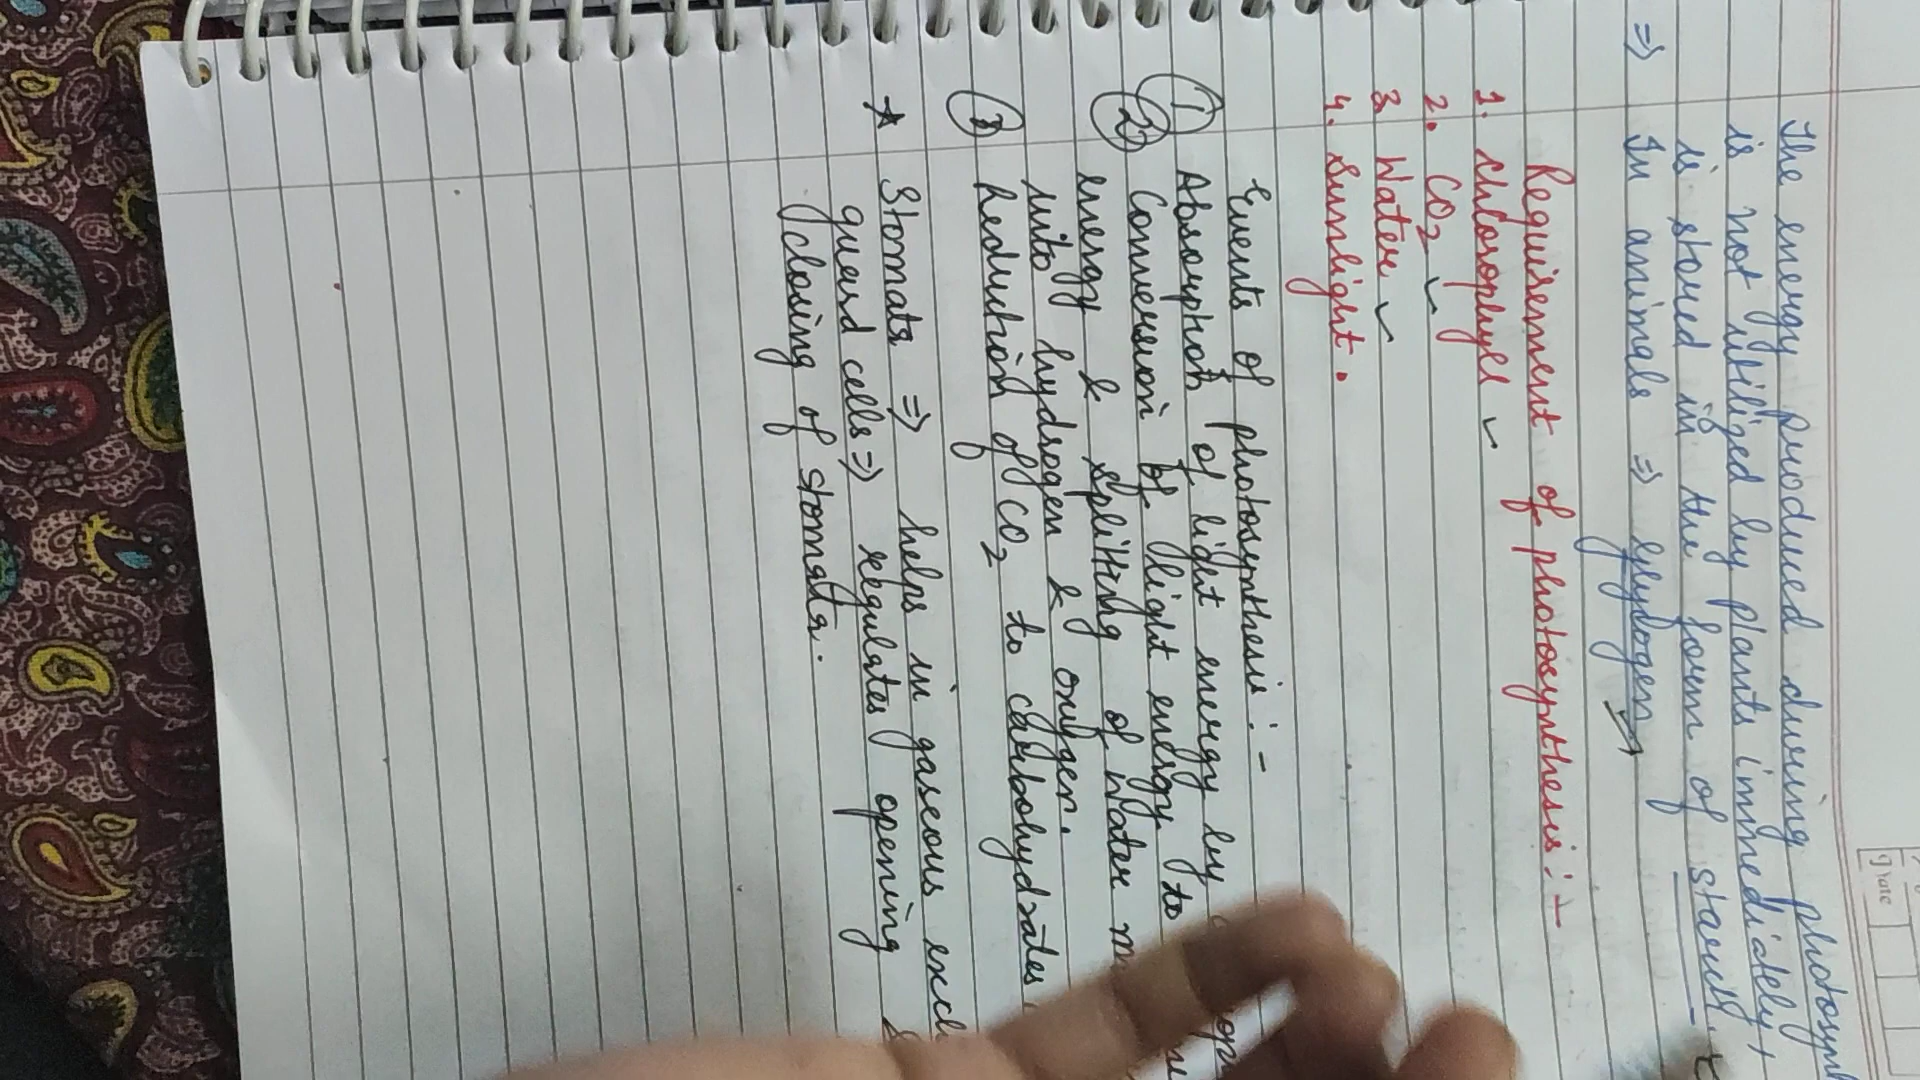 Date
The energy produced during photosynt
is not utilized by plants immediately,
is stored in the form of starch.
⇒ In animals ⇒ glycogen
Requirement of photosynthesis:-
1. chlorophyll ✓
2. CO2 ✓
3. Water ✓
4. Sunlight.
Events of photosynthesis:-
① Absorption of light energy by
② Conversion of light energy to
energy & splitting of water m
into hydrogen & oxygen.
③ Reduction of CO2 to carbohydrates.
★ Stomata ⇒ helps in gaseous exch
guard cells ⇒ regulates opening &
closing of stomata.